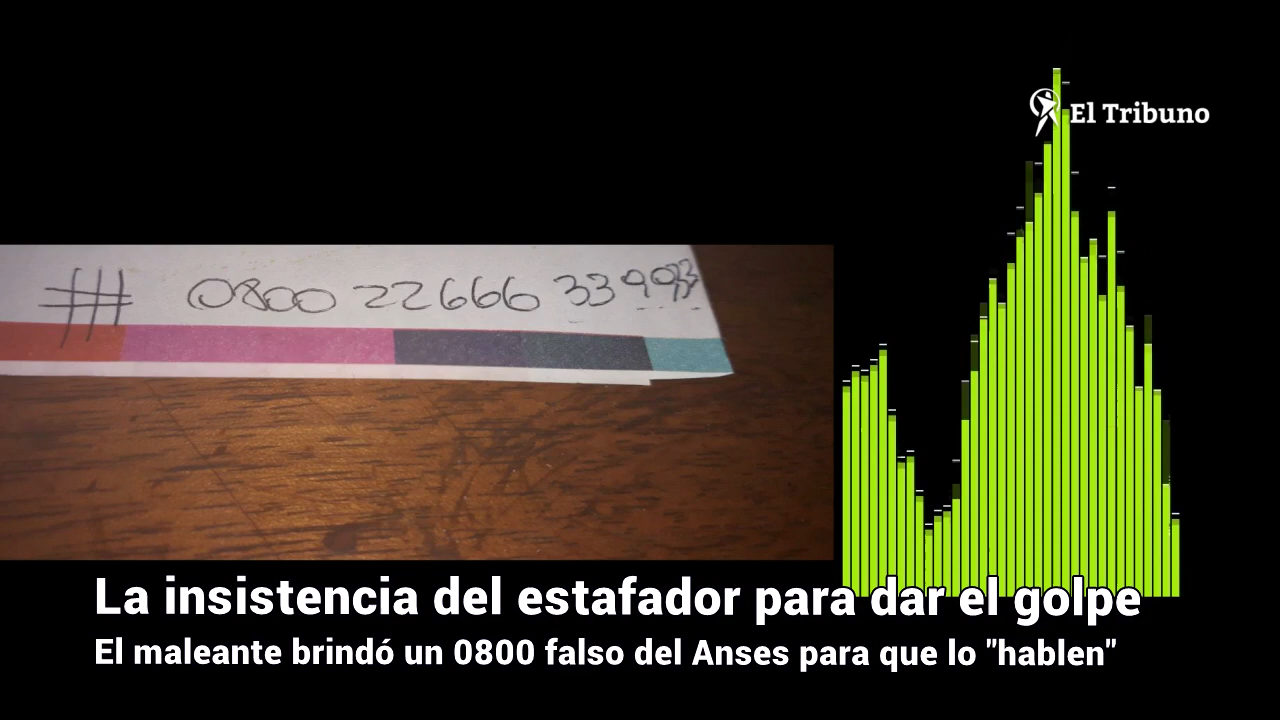 El Tribuno
# 0800 22666 33
La insistencia del estafador para dar el golpe
El maleante brindó un 0800 falso del Anses para que lo "hablen"